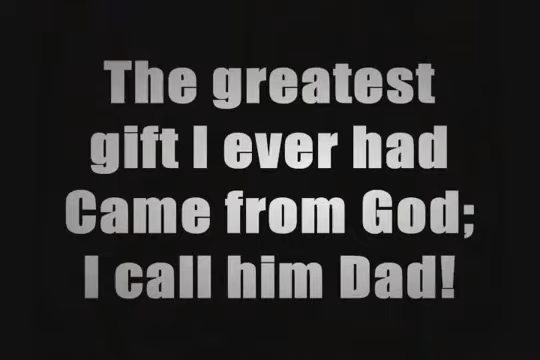 The greatest
gift I ever had
Came from God;
I call him Dad!